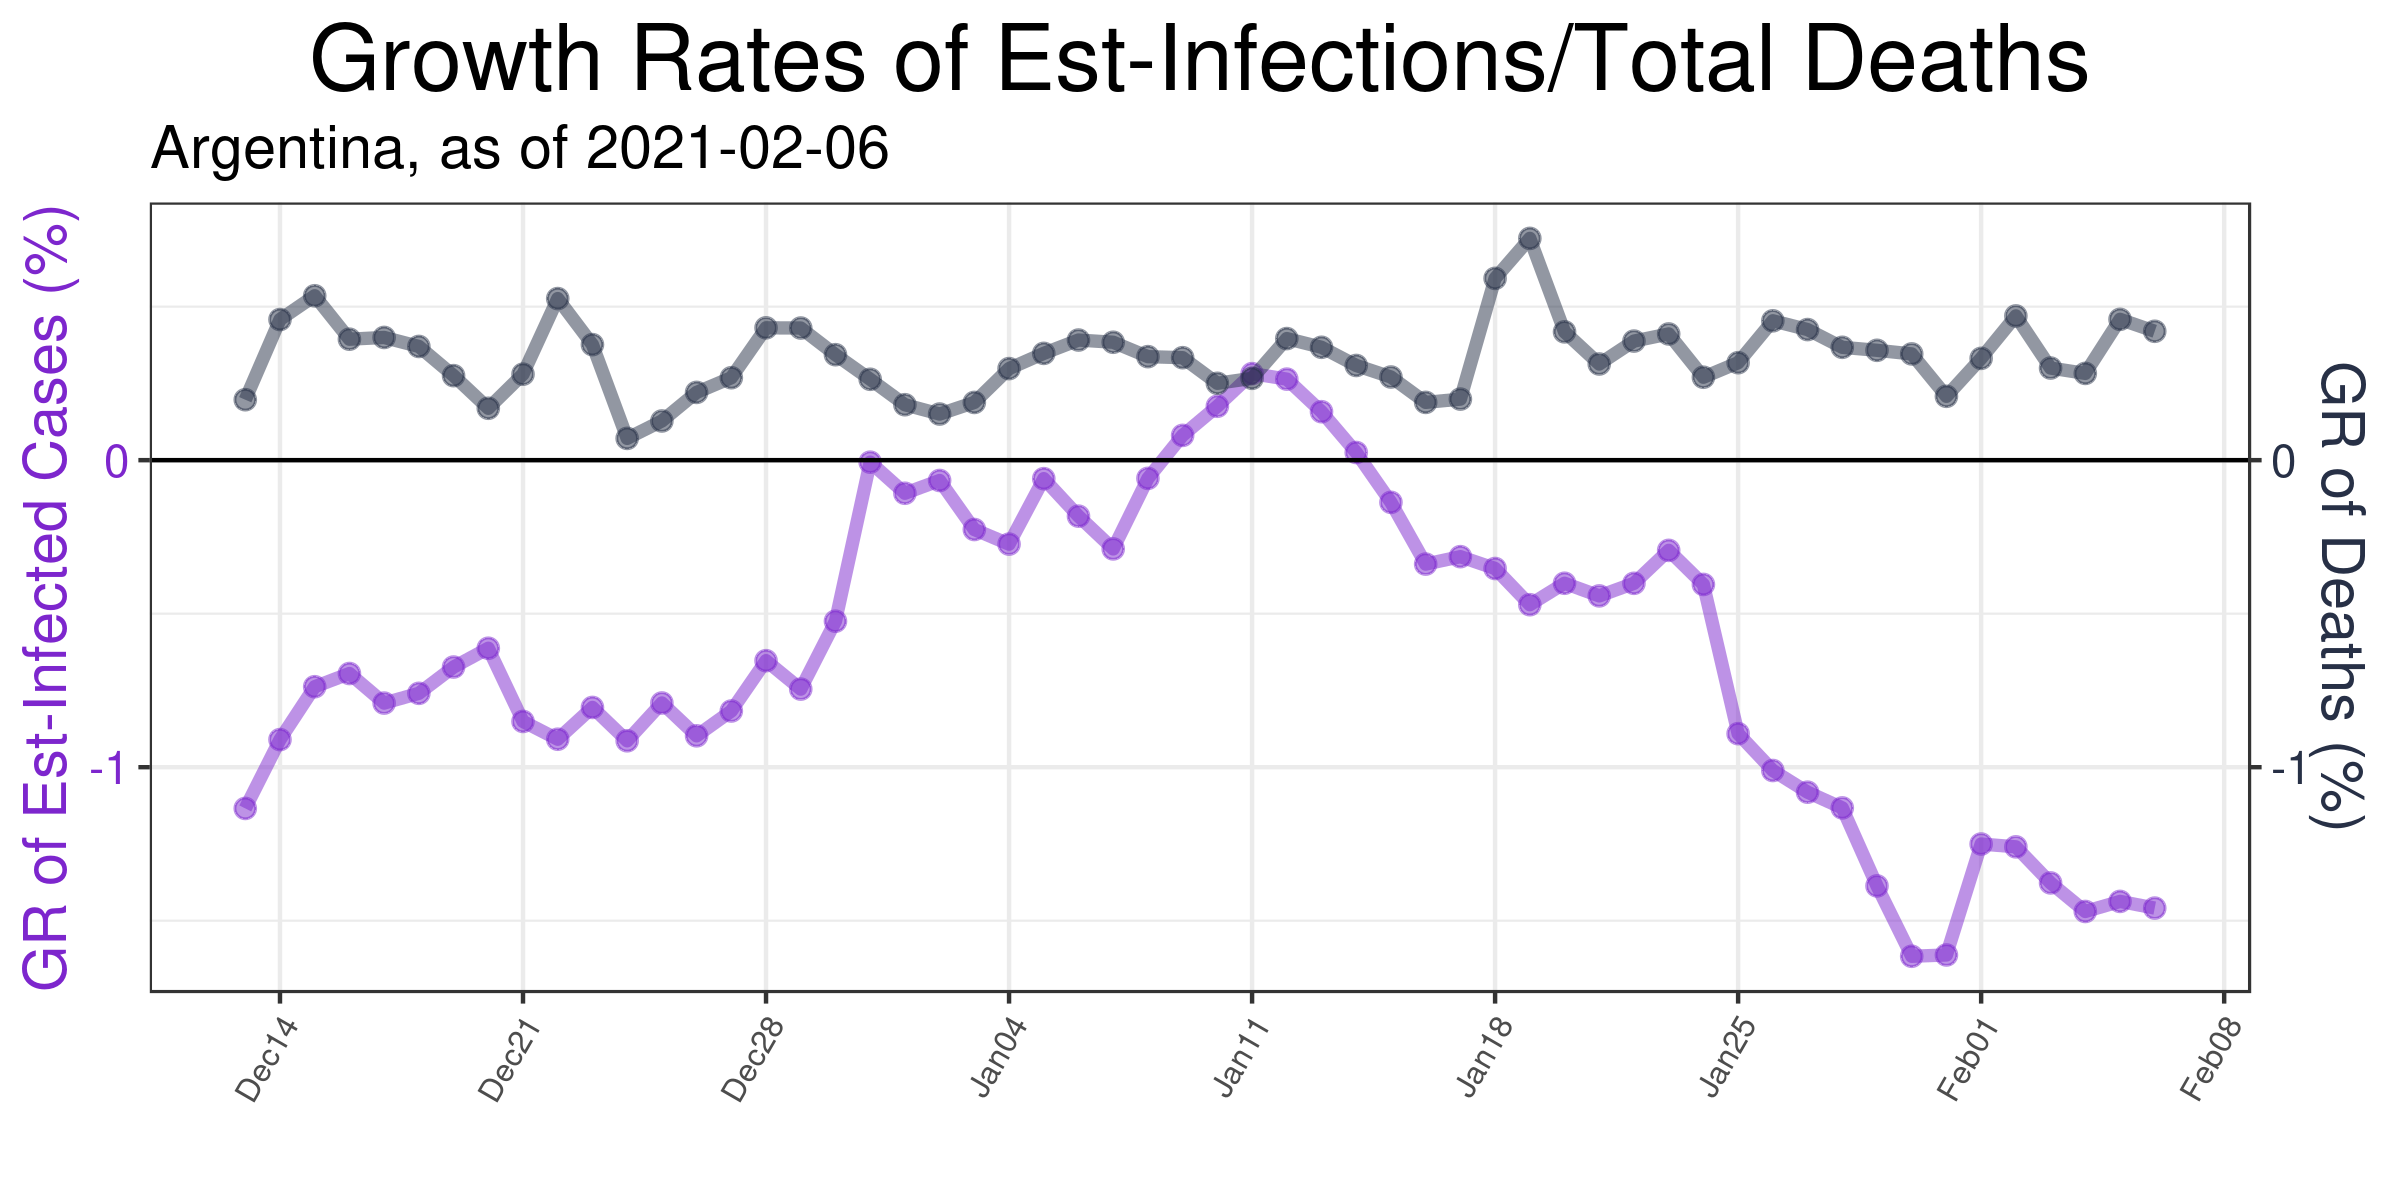 Growth Rates of Est-Infections/Total Deaths
Argentina, as of 2021-02-06
GR of Est-Infected Cases (%)
0
-1
0
-1
GR of Deaths (%)
Dec14
Dec21
Dec28
Jan04
Jan11
Jan18
Jan25
Feb01
Feb08